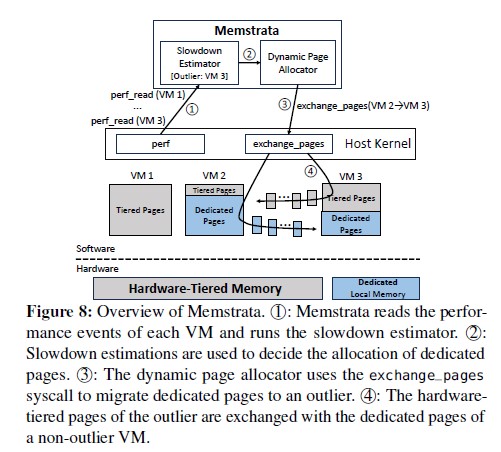 Memstrata
Slowdown
Estimator
[Outlier: VM 3]
②
Dynamic Page
Allocator
perf_read (VM 1)
...
perf_read (VM 3)
①
③
exchange_pages(VM 2→VM 3)
perf
exchange_pages
Host Kernel
④
VM 1
VM 2
VM 3
Tiered Pages
Tiered Pages
Dedicated
Pages
...
...
Tiered Pages
Dedicated
Pages
Software
Hardware
Hardware-Tiered Memory
Dedicated
Local Memory
Figure 8: Overview of Memstrata. ①: Memstrata reads the perfor-
mance events of each VM and runs the slowdown estimator. ②:
Slowdown estimations are used to decide the allocation of dedicated
pages. ③: The dynamic page allocator uses the exchange_pages
syscall to migrate dedicated pages to an outlier. ④: The hardware-
tiered pages of the outlier are exchanged with the dedicated pages of
a non-outlier VM.